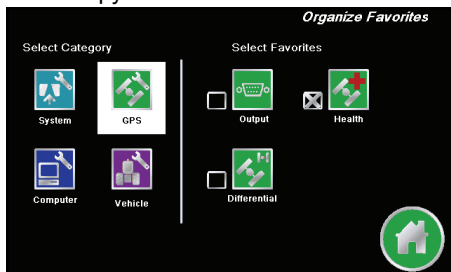 Organize Favorites
Select Category
Select Favorites
System
GPS
Output
Health
Computer
Vehicle
Differential